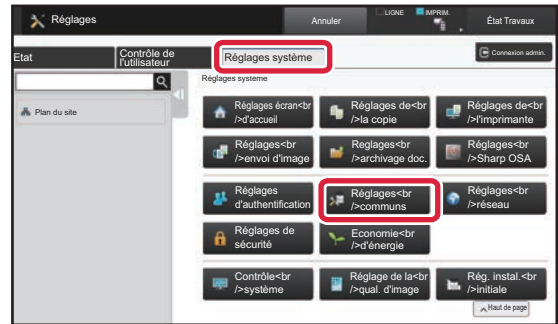 Réglages
Annuler
LIGNE
IMPRIM.
État Travaux
Etat
Contrôle de
l'utilisateur
Réglages système
Connexion admin.
Réglages systeme
Plan du site
Réglages écran<br
/>d'accueil
Réglages de<br
/>la copie
Réglages de<br
/>l'imprimante
Réglages<br
/>envoi d'image
Réglages<br
/>archivage doc.
Réglages<br
/>Sharp OSA
Réglages
d'authentification
Réglages<br
/>communs
Réglages<br
/>réseau
Réglages de
sécurité
Economie<br
/>d'énergie
Contrôle<br
/>système
Réglage de la<br
/>qual. d'image
Rég. instal.<br
/>initiale
Haut de page